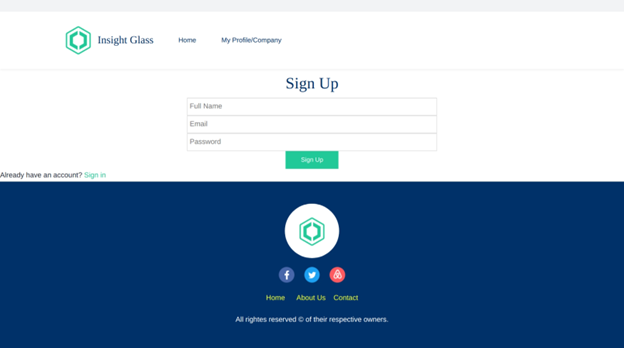 Insight Glass Home My Profile/Company
Sign Up
Full Name
Email
Password
Sign Up
Already have an account? Sign in
Home About Us Contact
All rightes reserved © of their respective owners.